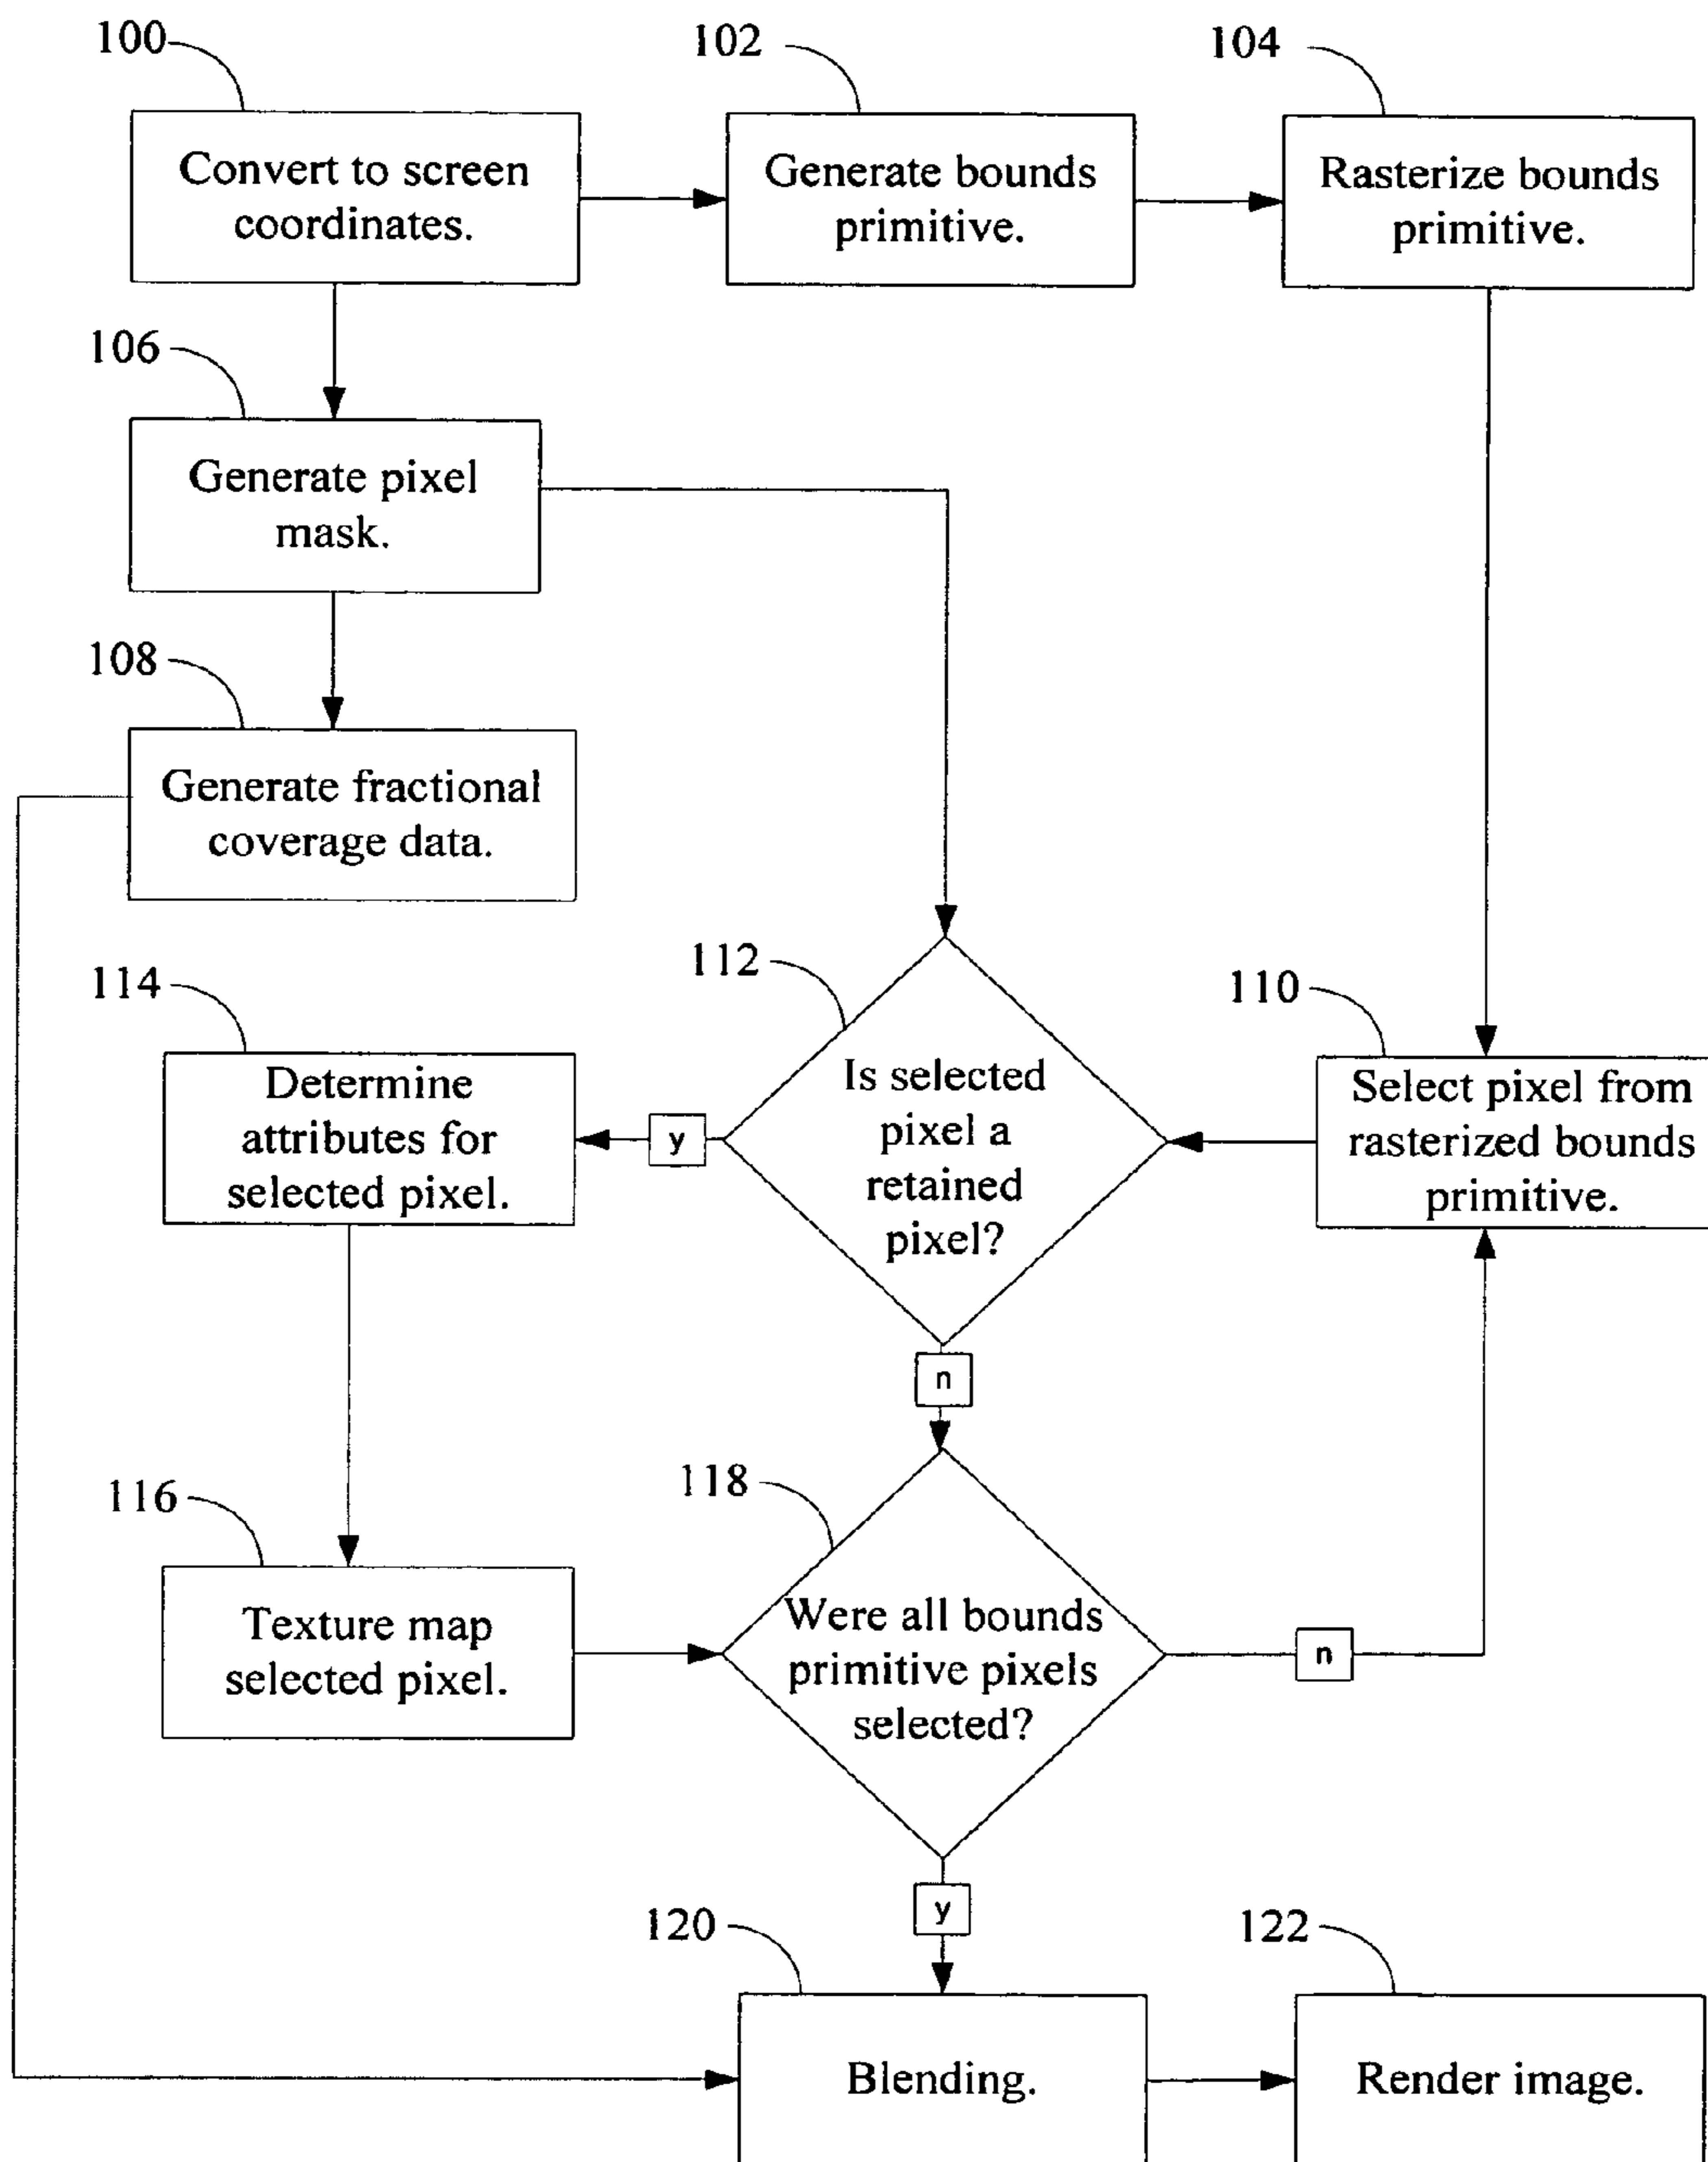 100
102
104
Convert to screen
coordinates.
Generate bounds
primitive.
Rasterize bounds
primitive.
106
Generate pixel
mask.
108
Generate fractional
coverage data.
112
114
110
Is selected
pixel a
retained
pixel?
Determine
attributes for
selected pixel.
y
Select pixel from
rasterized bounds
primitive.
n
116
118
Texture map
selected pixel.
Were all bounds
primitive pixels
selected?
n
y
120
122
Blending.
Render image.